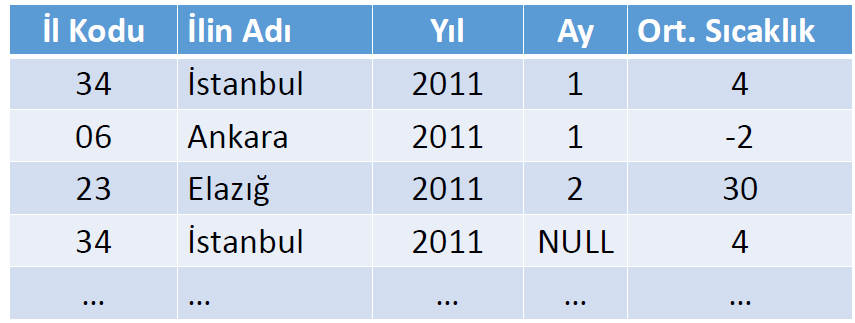 İl Kodu İlin Adı Yıl Ay Ort. Sıcaklık
34 İstanbul 2011 1 4
06 Ankara 2011 1 -2
23 Elazığ 2011 2 30
34 İstanbul 2011 NULL 4
... ... ... ... ...